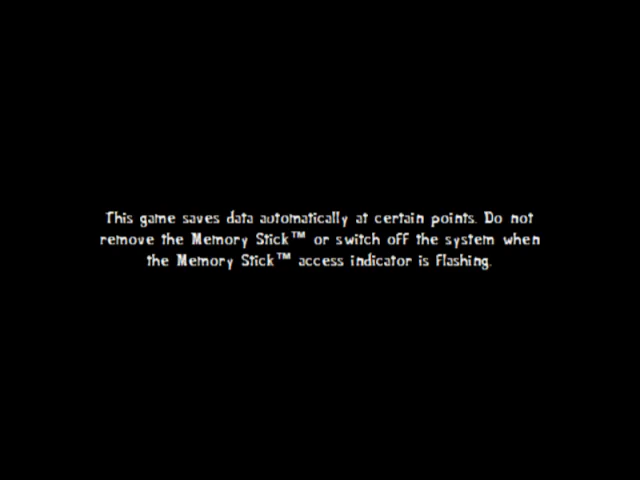 This game saves data automatically at certain points. Do not
remove the Memory Stick™ or switch off the system when
the Memory Stick™ access indicator is flashing.